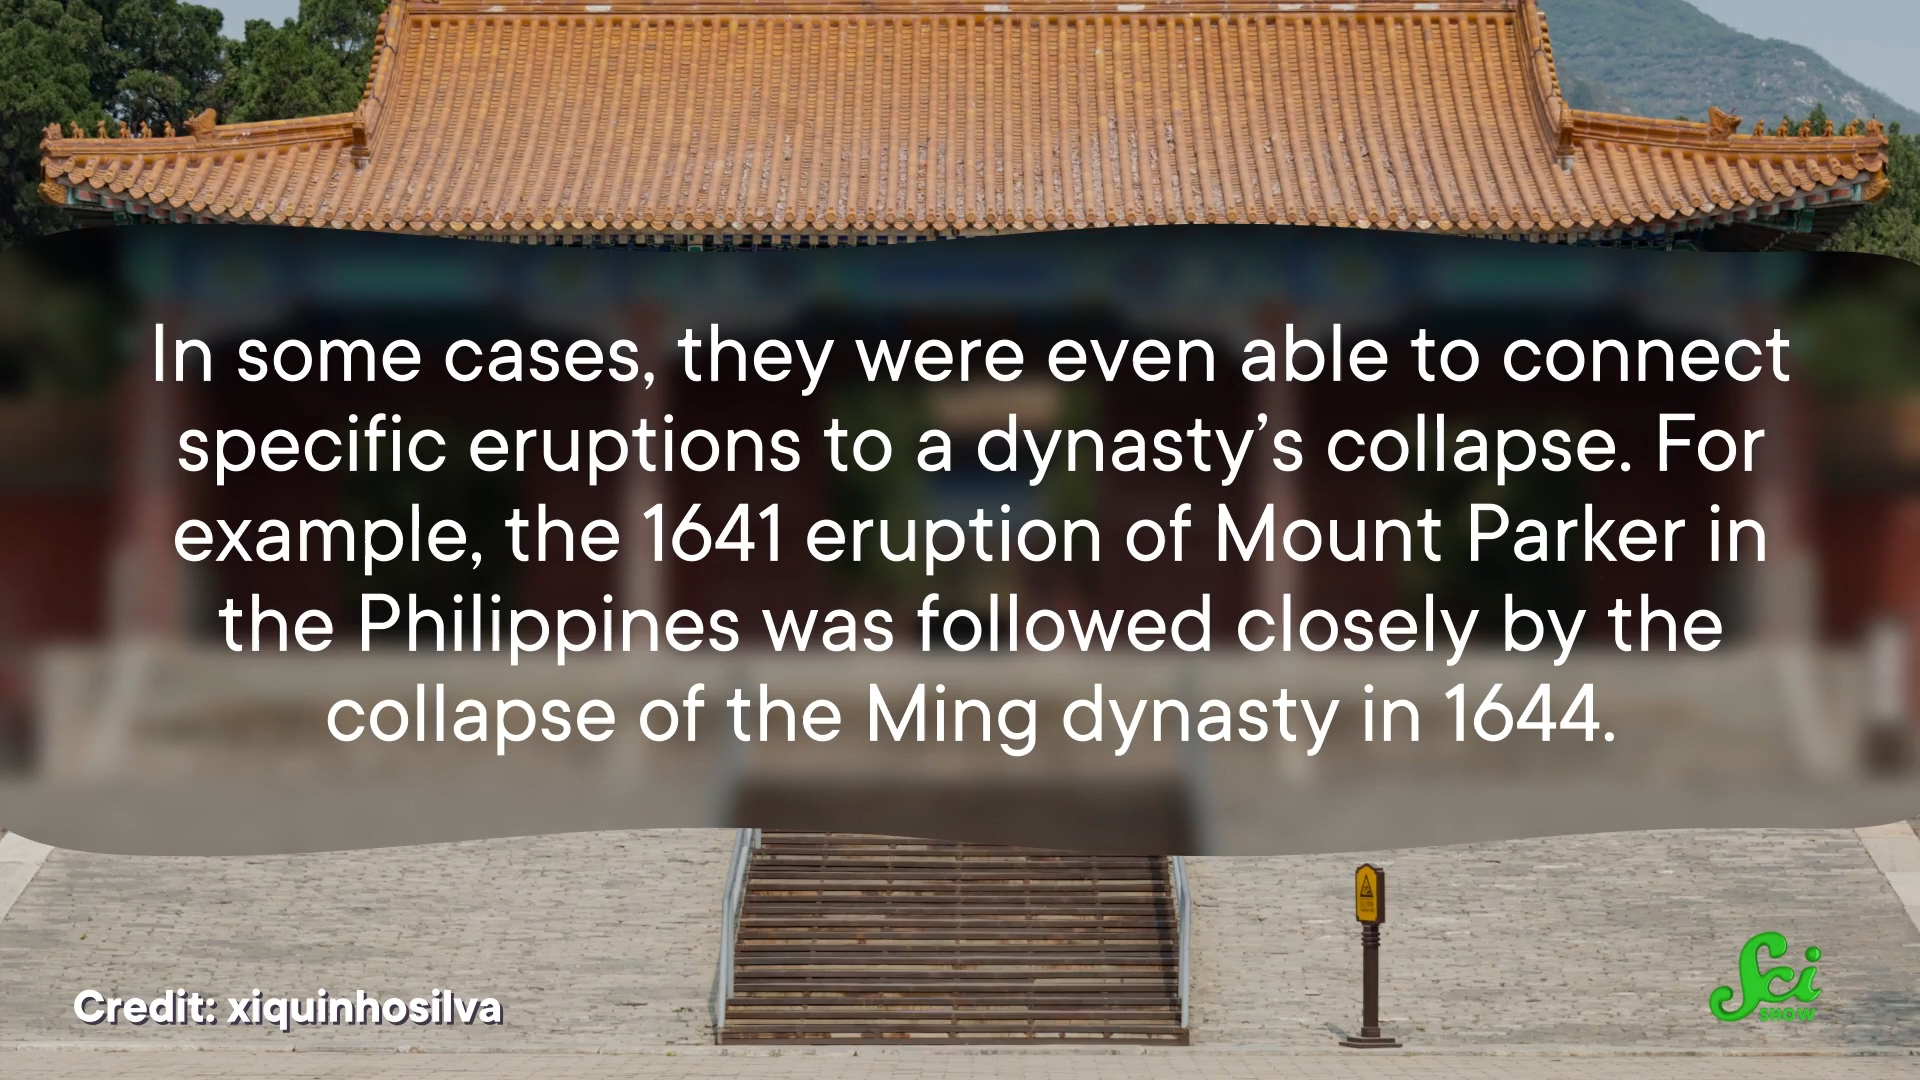 In some cases, they were even able to connect
specific eruptions to a dynasty’s collapse. For
example, the 1641 eruption of Mount Parker in
the Philippines was followed closely by the
collapse of the Ming dynasty in 1644.
Credit: xiquinhosilva
Sci
SHOW